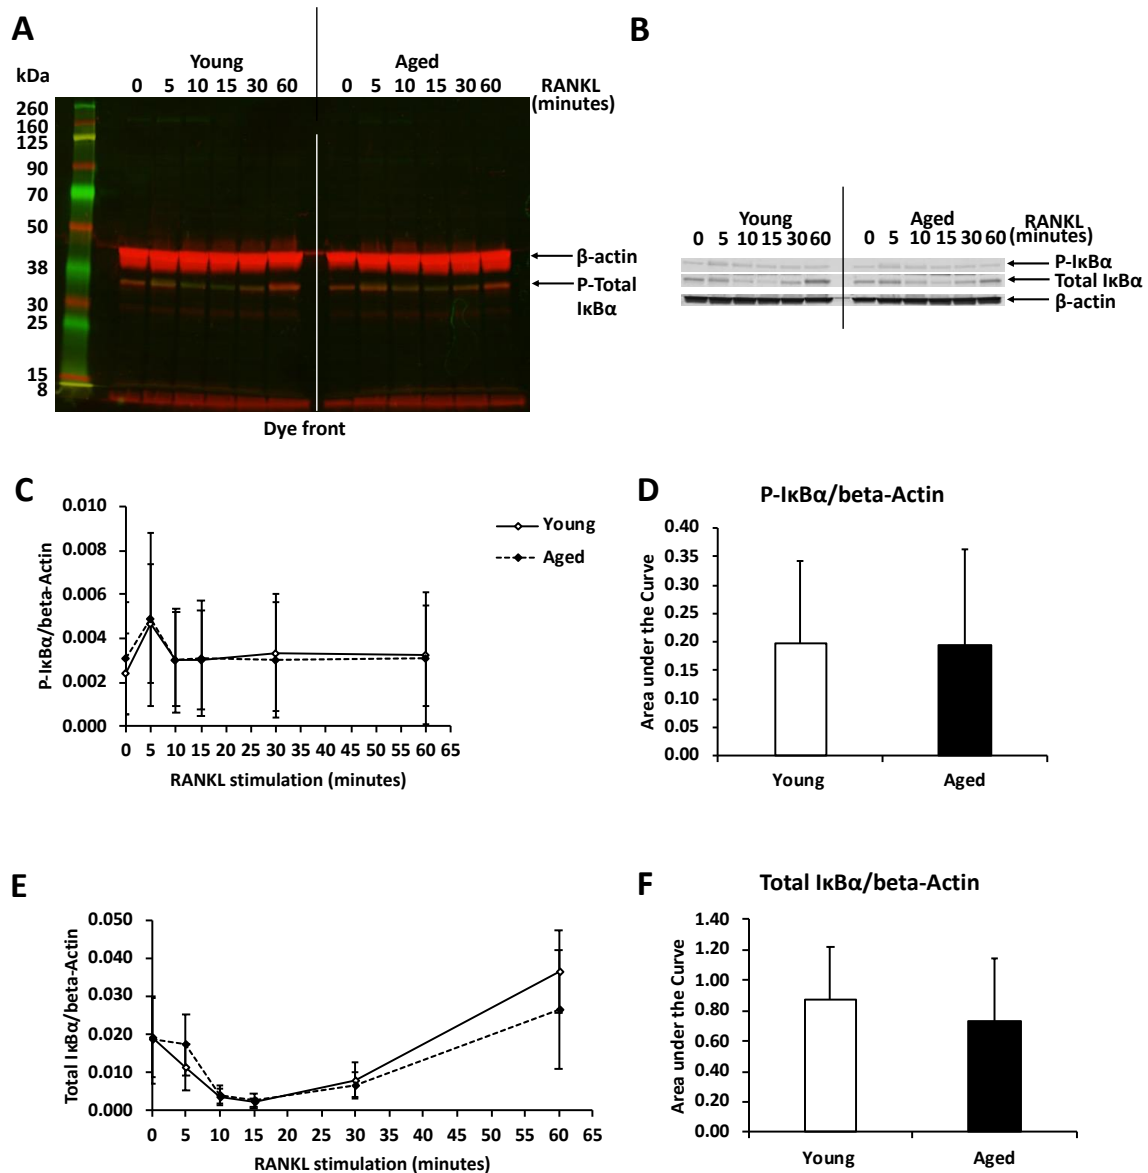 A
Young
Aged
kDa
0 5 10 15 30 60
0 5 10 15 30 60
RANKL
(minutes)
260
160
125
90
70
50
38
30
25
15
8
β-actin
P-Total
IκBα
Dye front
B
Young
Aged
RANKL
(minutes)
0 5 10 15 30 60
0 5 10 15 30 60
P-IκBα
Total IκBα
β-actin
C
P-IκBα/beta-Actin
0.010
0.008
0.006
0.004
0.002
0.000
0 5 10 15 20 25 30 35 40 45 50 55 60 65
RANKL stimulation (minutes)
Young
Aged
D
P-IκBα/beta-Actin
Area under the Curve
0.40
0.35
0.30
0.25
0.20
0.15
0.10
0.05
0.00
Young
Aged
E
Total IκBα/beta-Actin
0.050
0.040
0.030
0.020
0.010
0.000
0 5 10 15 20 25 30 35 40 45 50 55 60 65
RANKL stimulation (minutes)
F
Total IκBα/beta-Actin
Area under the Curve
1.40
1.20
1.00
0.80
0.60
0.40
0.20
0.00
Young
Aged